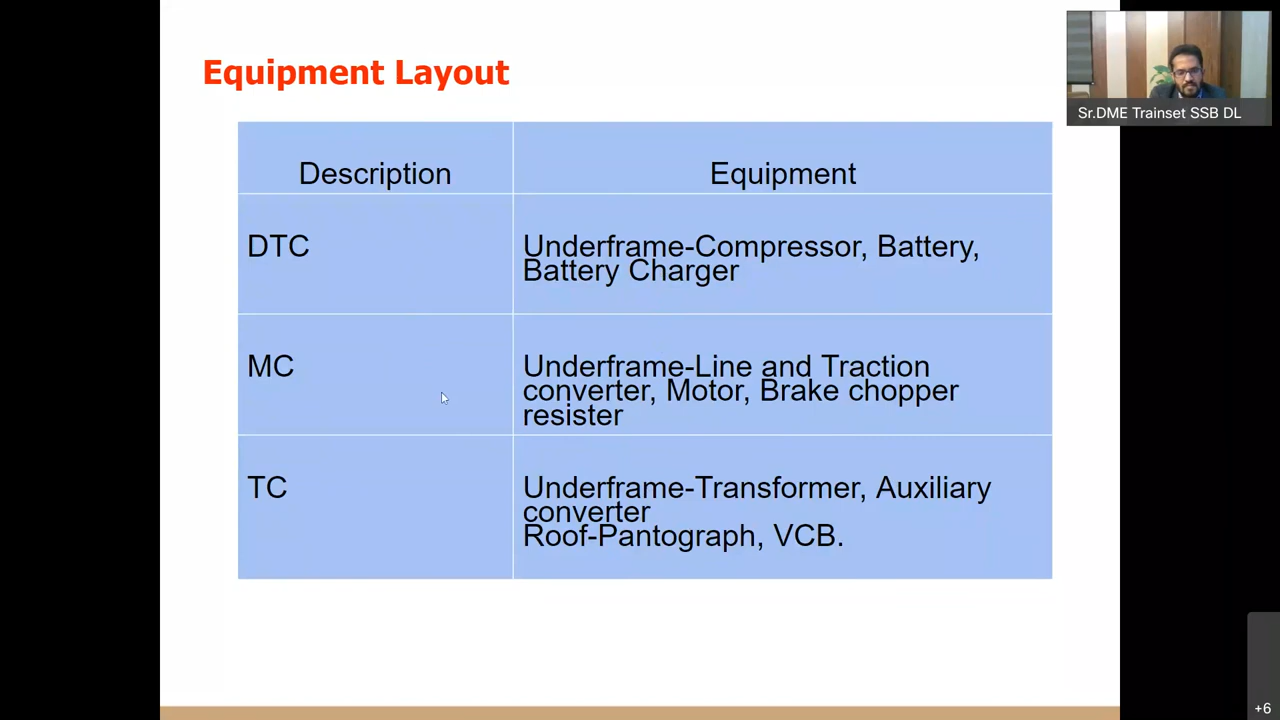 Equipment Layout
Sr.DME Trainset SSB DL
Description
Equipment
DTC
Underframe-Compressor, Battery,
Battery Charger
MC
Underframe-Line and Traction
converter, Motor, Brake chopper
resister
TC
Underframe-Transformer, Auxiliary
converter
Roof-Pantograph, VCB.
+6